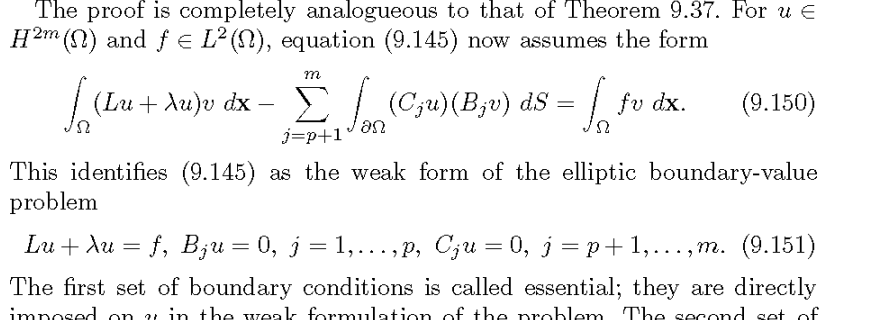 The proof is completely analogueous to that of Theorem 9.37. For u ∈
H^{2m}(Ω) and f ∈ L^2(Ω), equation (9.145) now assumes the form
∫_Ω (Lu + λu)v dx − ∑_{j=p+1}^{m} ∫_{∂Ω} (C_j u)(B_j v) dS = ∫_Ω fv dx. (9.150)
This identifies (9.145) as the weak form of the elliptic boundary-value
problem
Lu + λu = f, B_j u = 0, j = 1, . . . , p, C_j u = 0, j = p + 1, . . . , m. (9.151)
The first set of boundary conditions is called essential; they are directly
imposed on u in the weak formulation of the problem. The second set of